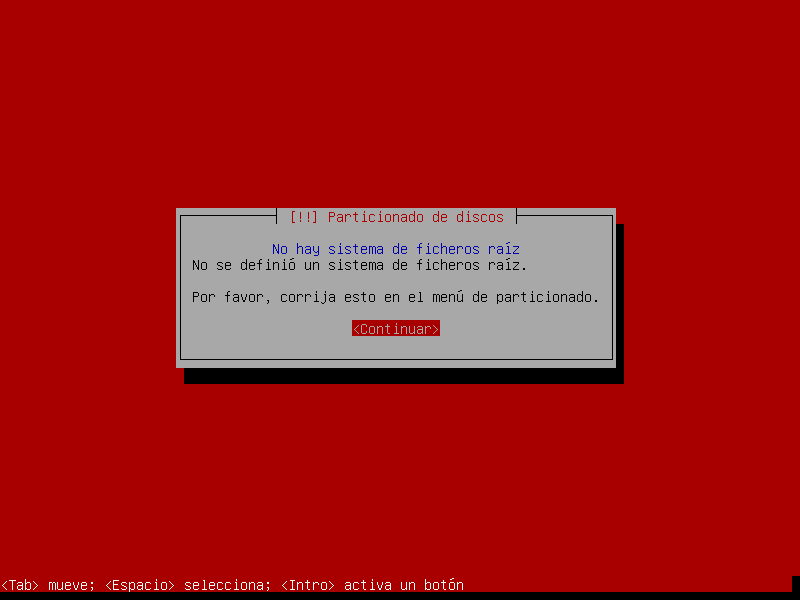 [!!] Particionado de discos
No hay sistema de ficheros raíz
No se definió un sistema de ficheros raíz.
Por favor, corrija esto en el menú de particionado.
<Continuar>
<Tab> mueve; <Espacio> selecciona; <Intro> activa un botón